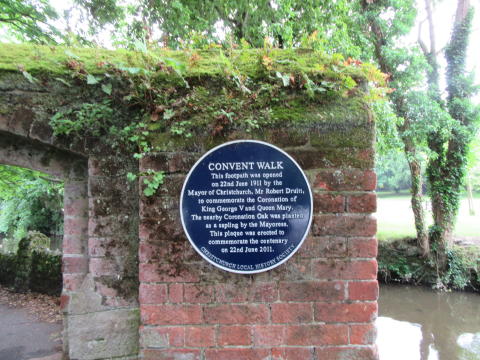 CONVENT WALK
This footpath was opened
on 22nd June 1911 by the
Mayor of Christchurch, Mr Robert Druitt,
to commemorate the Coronation of
King George V and Queen Mary.
The nearby Coronation Oak was planted
as a sapling by the Mayoress.
This plaque was erected to
commemorate the centenary
on 22nd June 2011.
CHRISTCHURCH LOCAL HISTORY SOCIETY